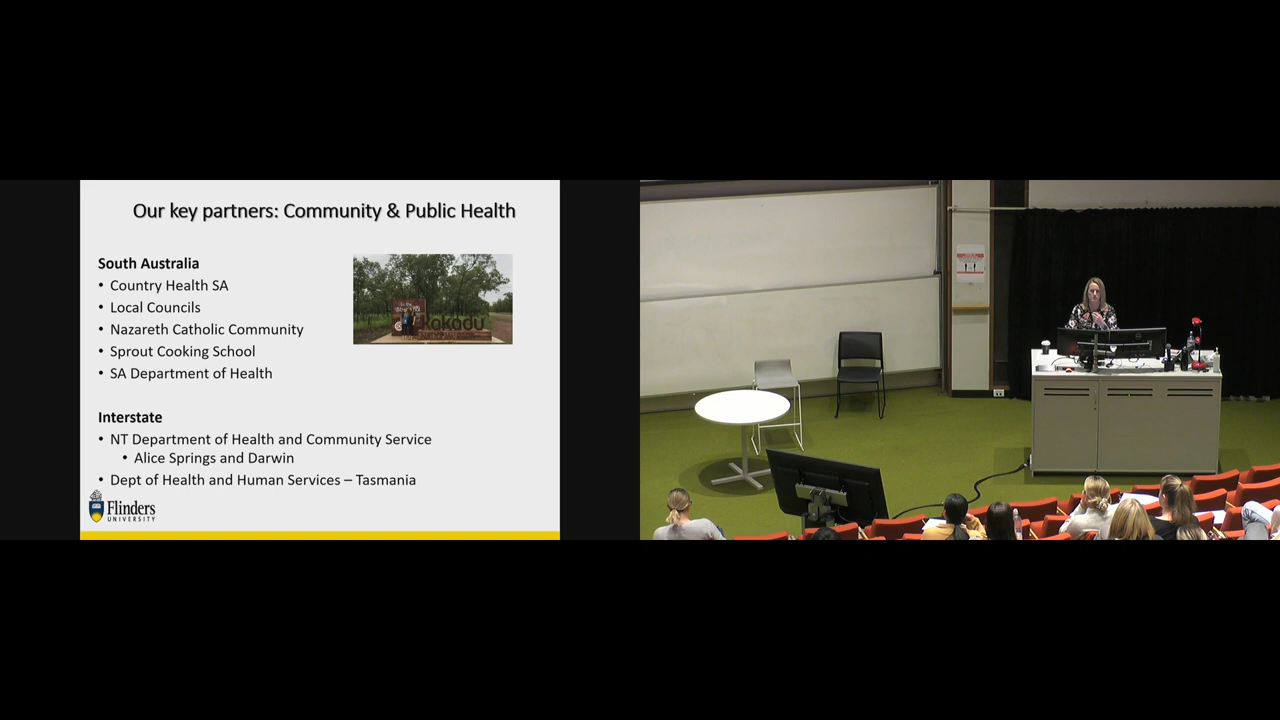 Our key partners: Community & Public Health
South Australia
• Country Health SA
• Local Councils
• Nazareth Catholic Community
• Sprout Cooking School
• SA Department of Health
kakadu
Interstate
• NT Department of Health and Community Service
• Alice Springs and Darwin
• Dept of Health and Human Services – Tasmania
Flinders
UNIVERSITY